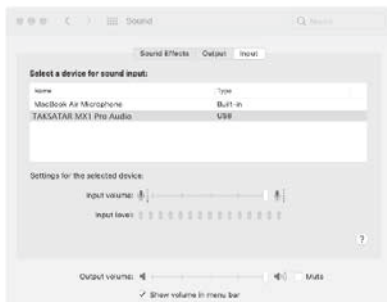 Sound
Search
Sound Effects Output Input
Select a device for sound input:
Name Type
MacBook Air Microphone Built-in
TAKSATAR MX1 Pro Audio USB
Settings for the selected device:
Input volume:
Input level:
?
Output volume: Mute
✓ Show volume in menu bar